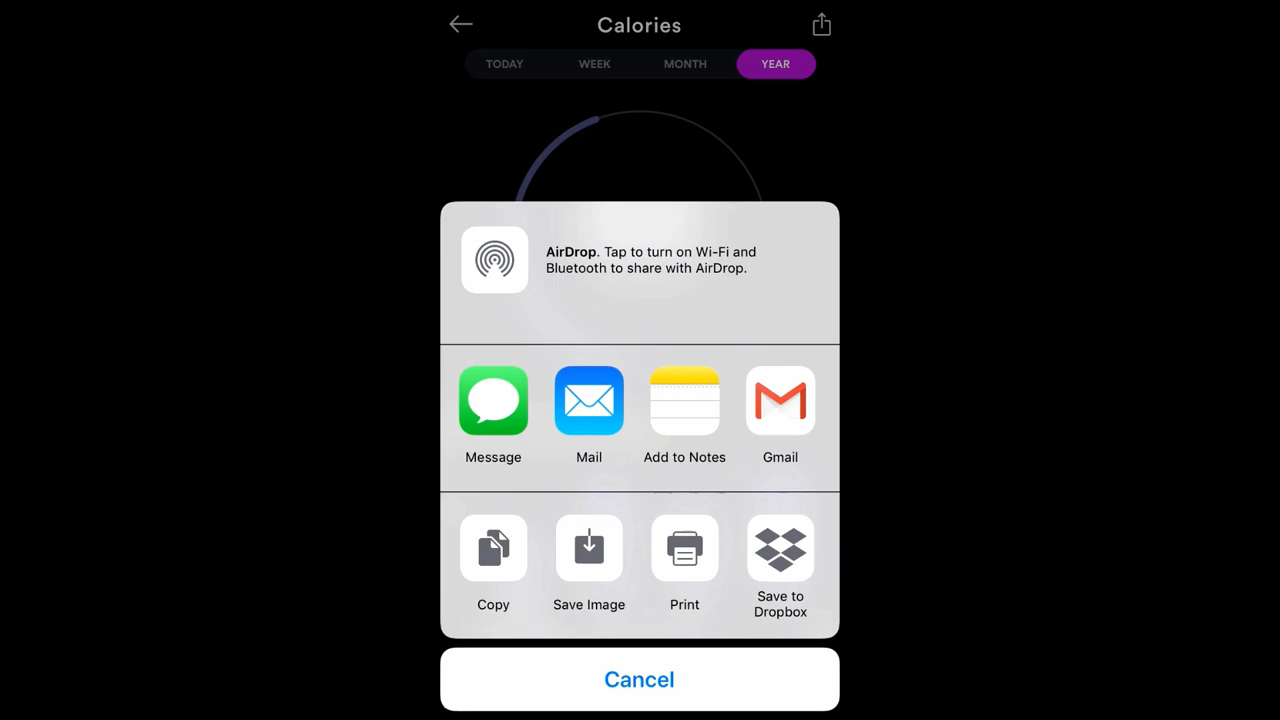 Calories
TODAY WEEK MONTH YEAR
AirDrop. Tap to turn on Wi-Fi and
Bluetooth to share with AirDrop.
Message Mail Add to Notes Gmail
Copy Save Image Print Save to
Dropbox
Cancel